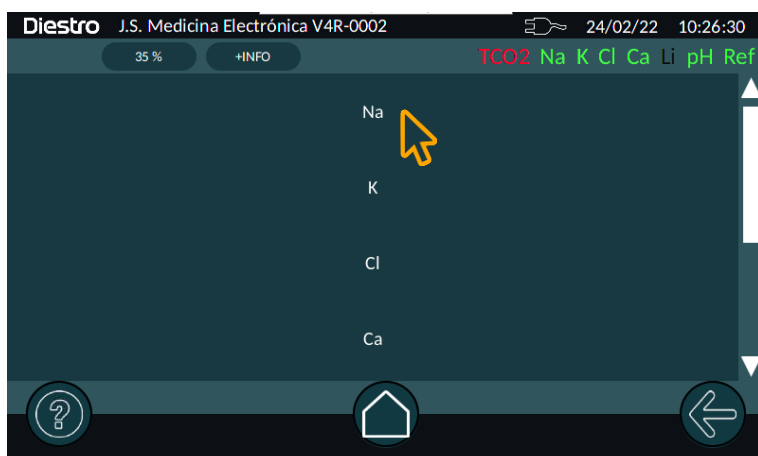 Diestro J.S. Medicina Electrónica V4R-0002 24/02/22 10:26:30
35 % +INFO TCO2 Na K Cl Ca Li pH Ref
Na
K
Cl
Ca
?